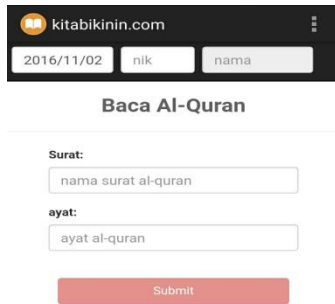 kitabikinin.com
2016/11/02 nik nama
Baca Al-Quran
Surat:
nama surat al-quran
ayat:
ayat al-quran
Submit